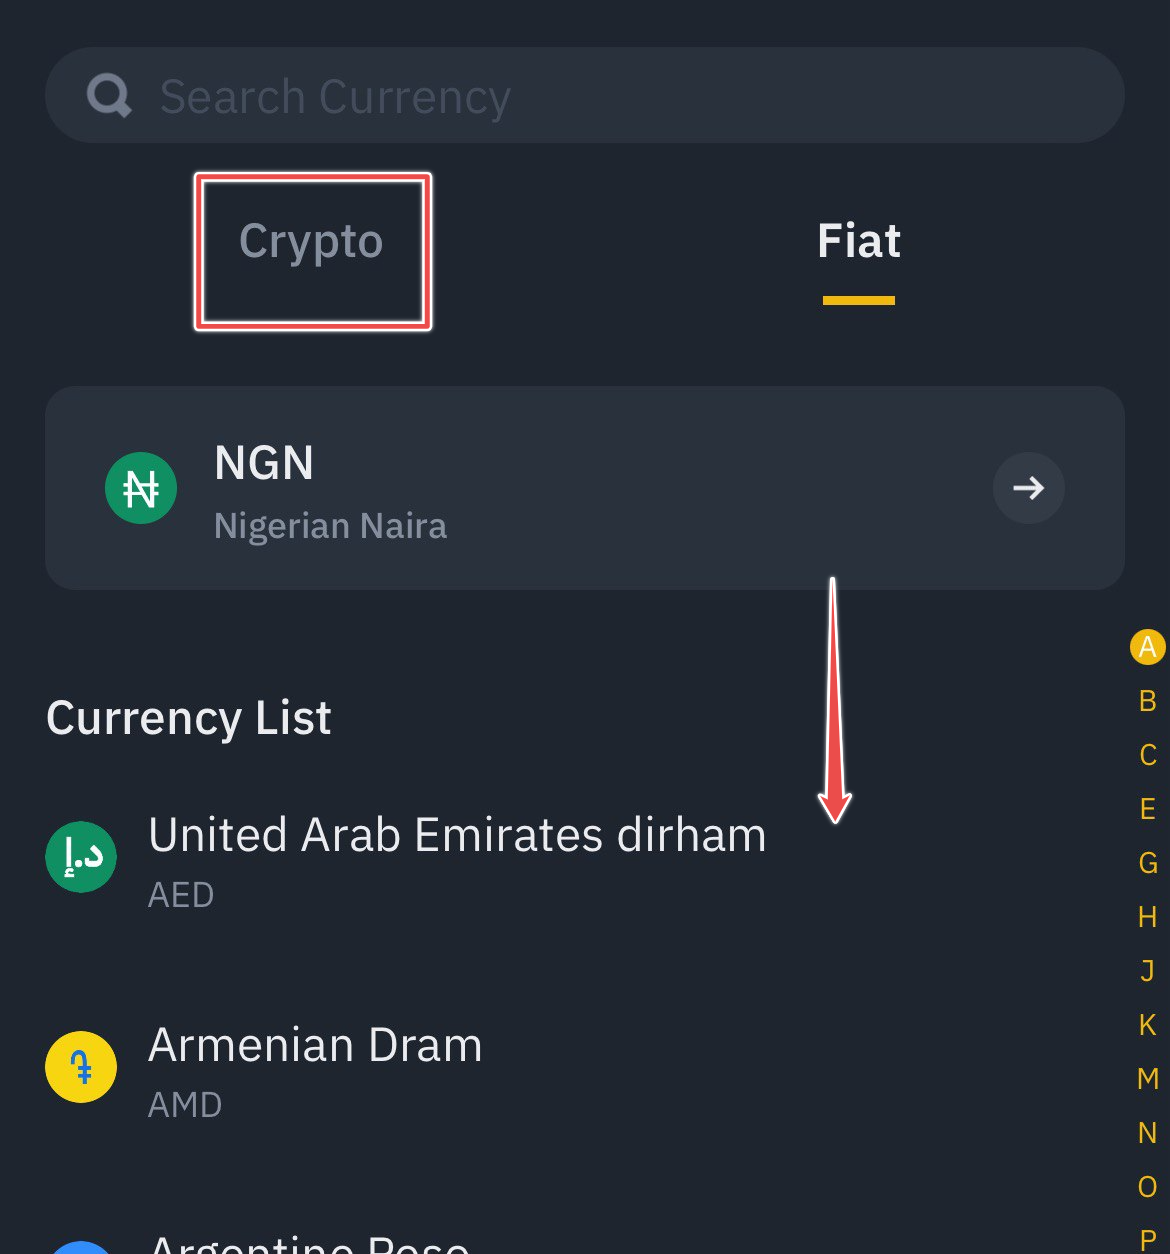 Search Currency
Crypto
Fiat
₦
NGN
Nigerian Naira
Currency List
د.إ
United Arab Emirates dirham
AED
֏
Armenian Dram
AMD
Argentine Peso
A
B
C
E
G
H
J
K
M
N
O
P